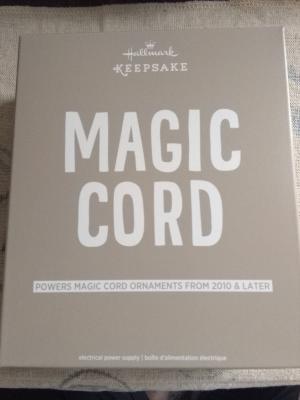 Hallmark
KEEPSAKE
MAGIC
CORD
POWERS MAGIC CORD ORNAMENTS FROM 2010 & LATER
electrical power supply | boîte d'alimentation électrique